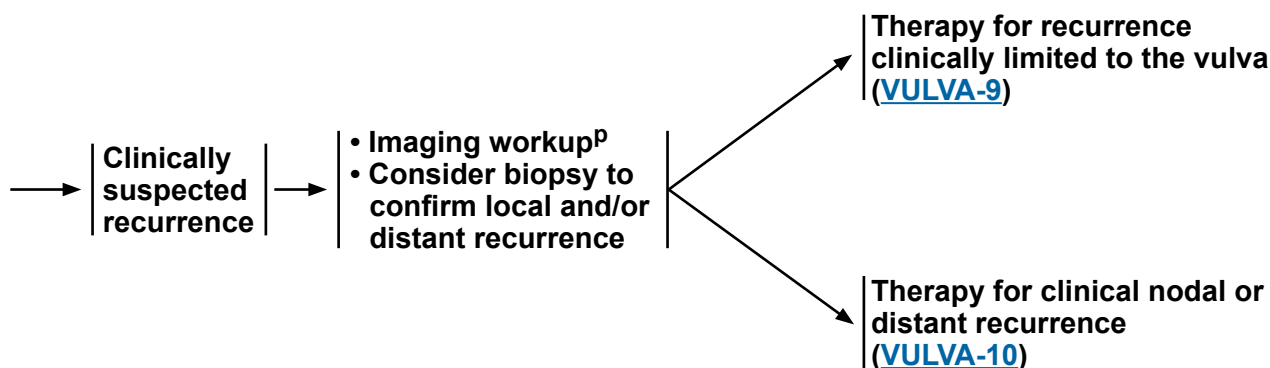 Clinically
suspected
recurrence
• Imaging workupᵖ
• Consider biopsy to
confirm local and/or
distant recurrence
Therapy for recurrence
clinically limited to the vulva
(VULVA-9)
Therapy for clinical nodal or
distant recurrence
(VULVA-10)